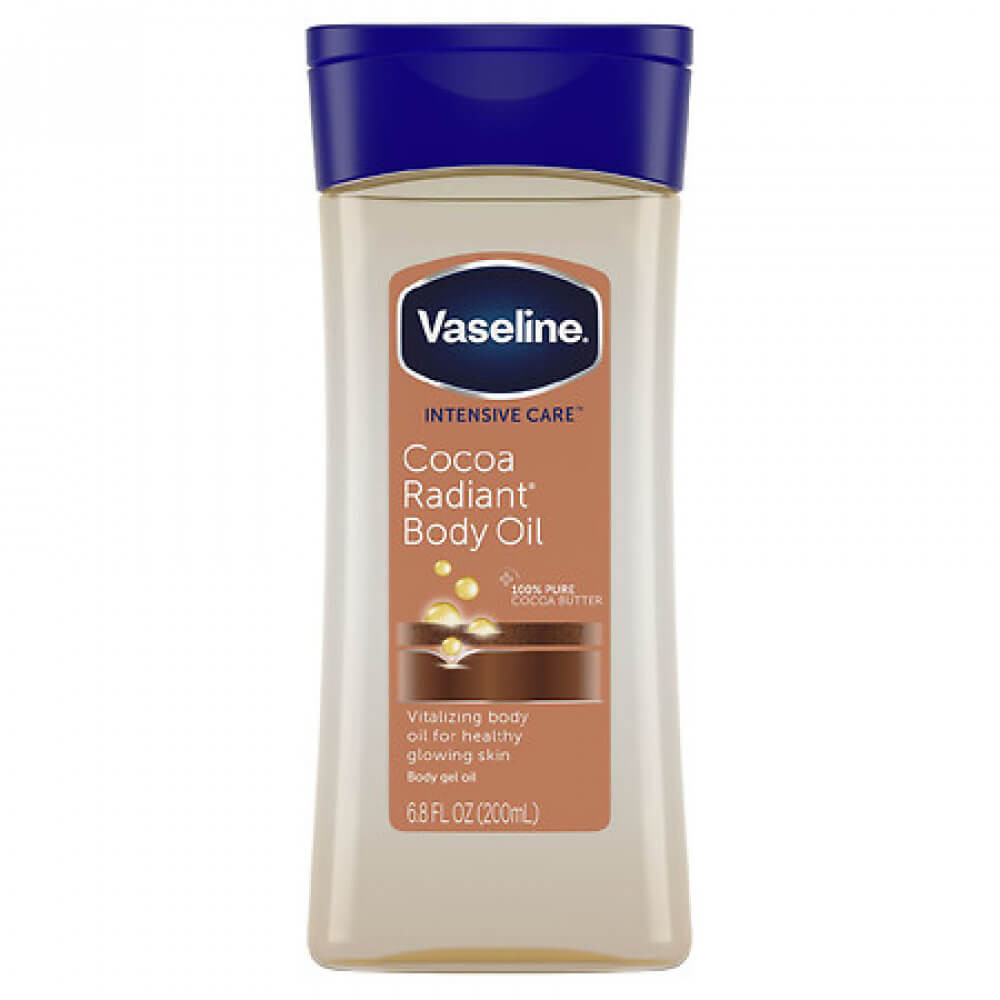 Vaseline.
INTENSIVE CARE™
Cocoa
Radiant®
Body Oil
100% PURE
COCOA BUTTER
Vitalizing body
oil for healthy
glowing skin
Body gel oil
6.8 FL OZ (200mL)